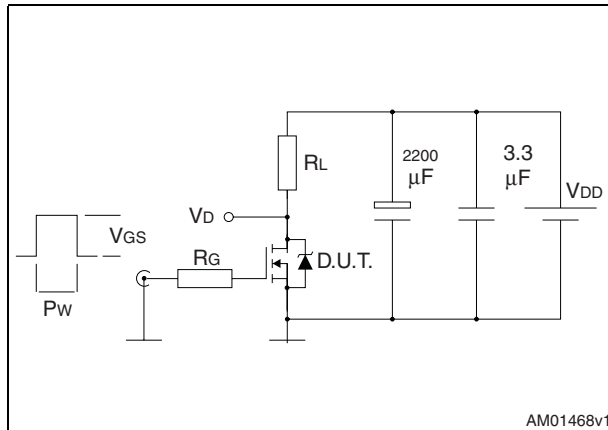 RL
2200
μF
3.3
μF
VDD
VD
VGS
RG
D.U.T.
PW
AM01468v1